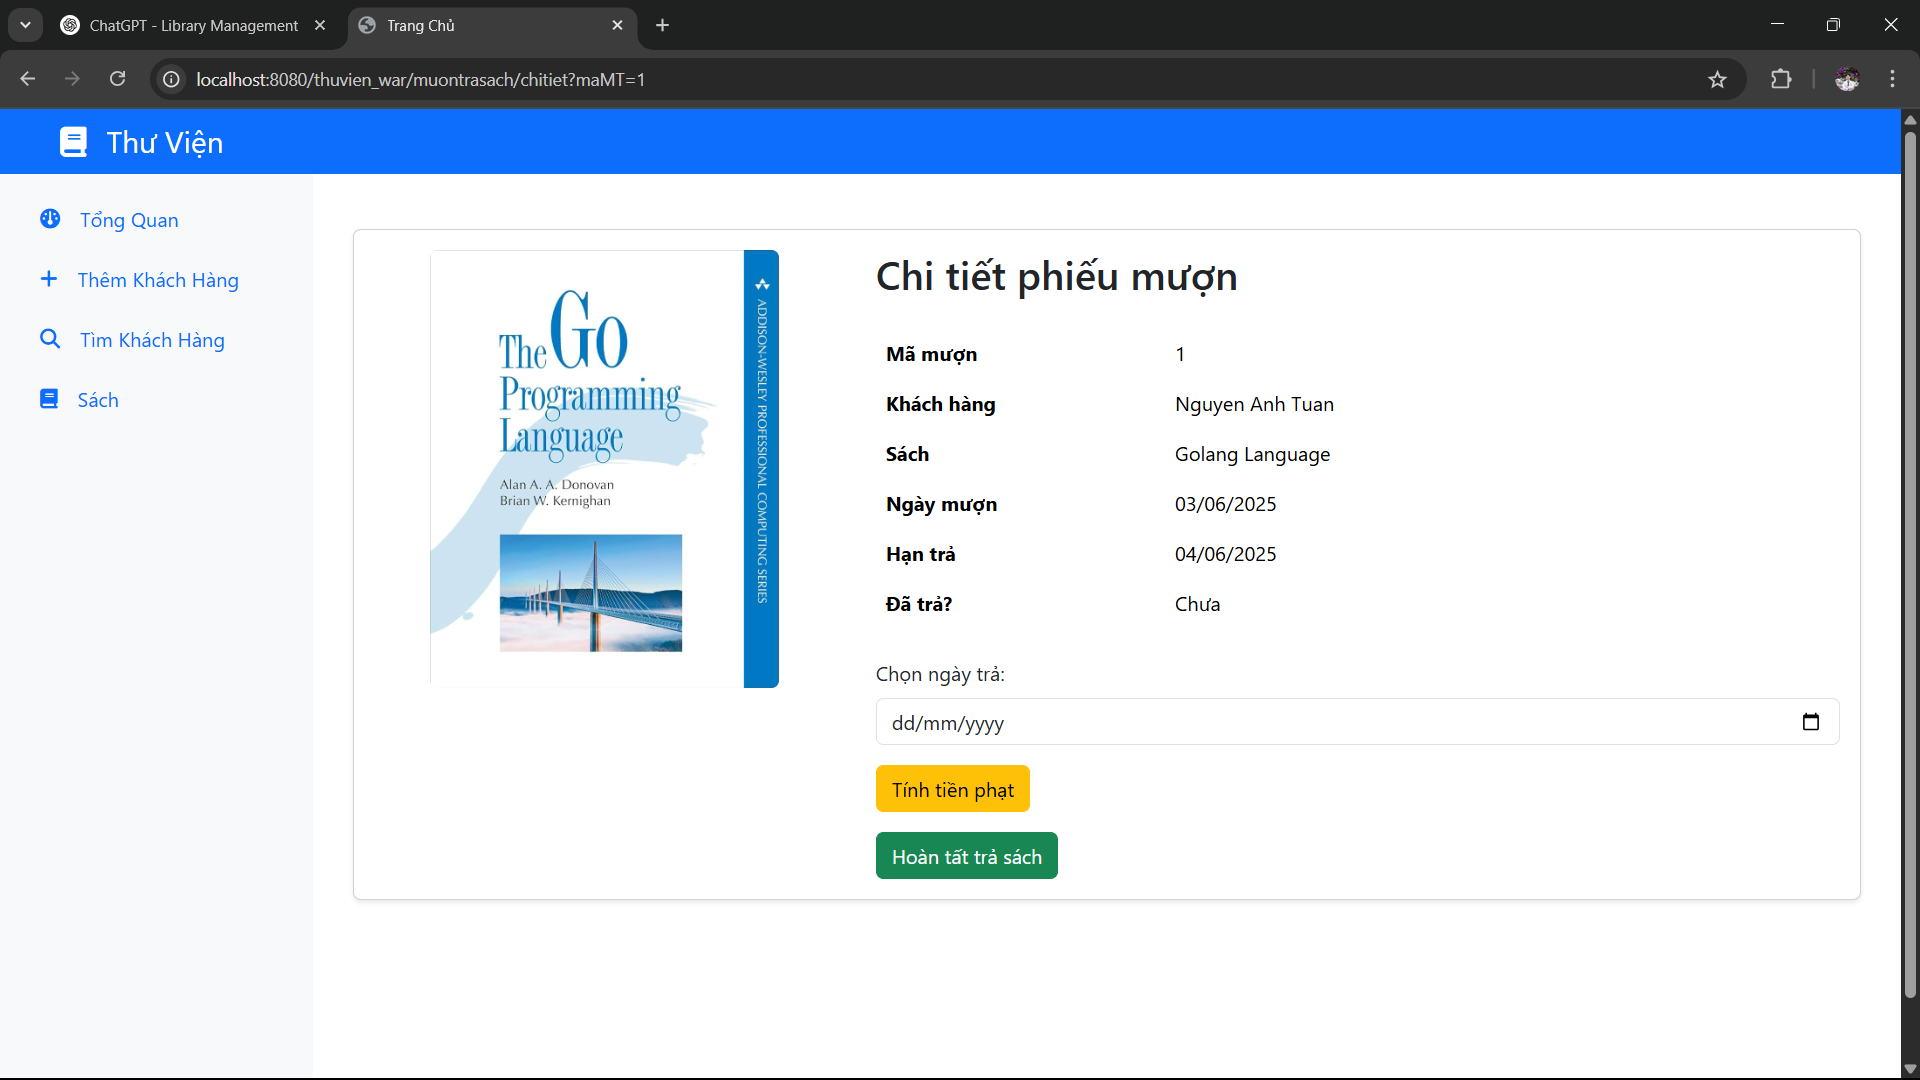 ChatGPT - Library Management
Trang Chủ
localhost:8080/thuvien_war/muontrasach/chitiet?maMT=1
Thư Viện
Tổng Quan
Thêm Khách Hàng
Tìm Khách Hàng
Sách
The Go
Programming
Language
Alan A. A. Donovan
Brian W. Kernighan
ADDISON-WESLEY PROFESSIONAL COMPUTING SERIES
Chi tiết phiếu mượn
Mã mượn 1
Khách hàng Nguyen Anh Tuan
Sách Golang Language
Ngày mượn 03/06/2025
Hạn trả 04/06/2025
Đã trả? Chưa
Chọn ngày trả:
dd/mm/yyyy
Tính tiền phạt
Hoàn tất trả sách